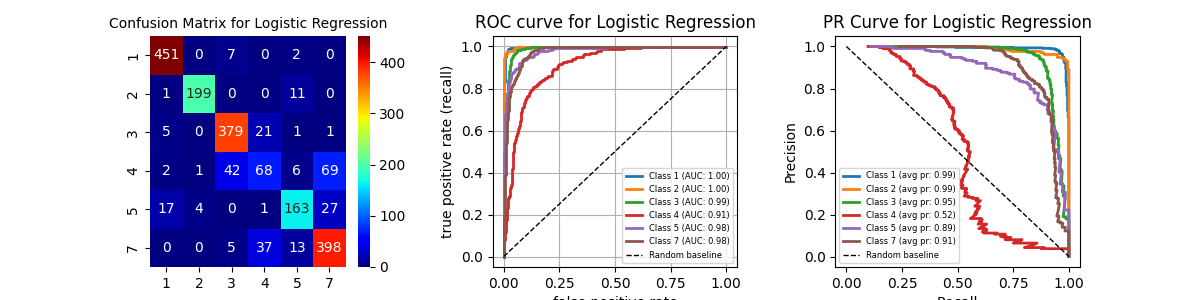 Confusion Matrix for Logistic Regression
1 451 0 7 0 2 0
2 1 199 0 0 11 0
3 5 0 379 21 1 1
4 2 1 42 68 6 69
5 17 4 0 1 163 27
7 0 0 5 37 13 398
1 2 3 4 5 7
400
300
200
100
0
ROC curve for Logistic Regression
true positive rate (recall)
1.0
0.8
0.6
0.4
0.2
0.0
Class 1 (AUC: 1.00)
Class 2 (AUC: 1.00)
Class 3 (AUC: 0.99)
Class 4 (AUC: 0.91)
Class 5 (AUC: 0.98)
Class 7 (AUC: 0.98)
Random baseline
0.00 0.25 0.50 0.75 1.00
false positive rate
PR Curve for Logistic Regression
Precision
1.0
0.8
0.6
0.4
0.2
0.0
Class 1 (avg pr: 0.99)
Class 2 (avg pr: 0.99)
Class 3 (avg pr: 0.95)
Class 4 (avg pr: 0.52)
Class 5 (avg pr: 0.89)
Class 7 (avg pr: 0.91)
Random baseline
0.00 0.25 0.50 0.75 1.00
Recall